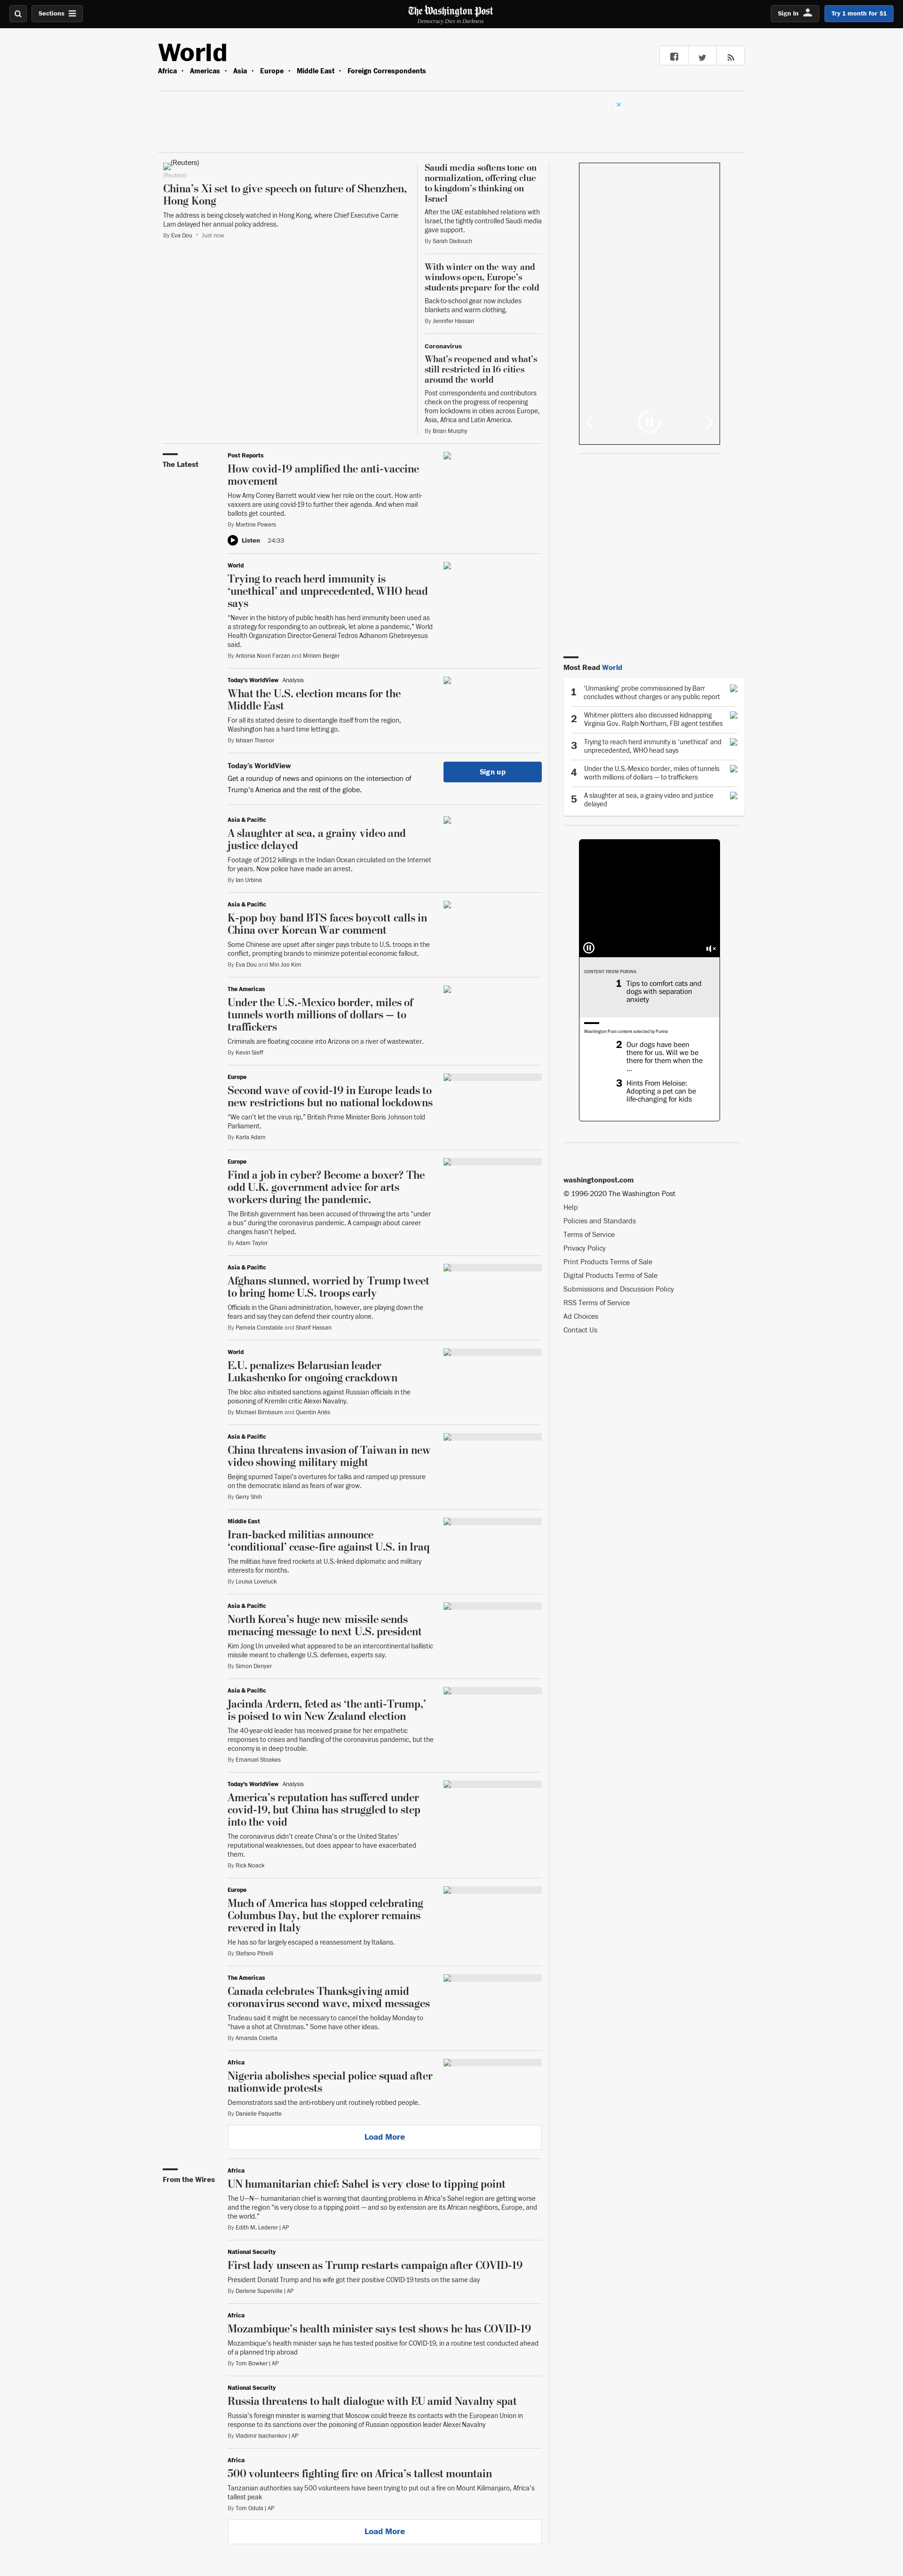 Sections
The Washington Post
Democracy Dies in Darkness
Sign In
Try 1 month for $1
World
Africa • Americas • Asia • Europe • Middle East • Foreign Correspondents
(Reuters)
(Reuters)
China's Xi set to give speech on future of Shenzhen,
Hong Kong
The address is being closely watched in Hong Kong, where Chief Executive Carrie
Lam delayed her annual policy address.
By Eva Dou • Just now
Saudi media softens tone on
normalization, offering clue
to kingdom's thinking on
Israel
After the UAE established relations with
Israel, the tightly controlled Saudi media
gave support.
By Sarah Dadouch
With winter on the way and
windows open, Europe's
students prepare for the cold
Back-to-school gear now includes
blankets and warm clothing.
By Jennifer Hassan
Coronavirus
What's reopened and what's
still restricted in 16 cities
around the world
Post correspondents and contributors
check on the progress of reopening
from lockdowns in cities across Europe,
Asia, Africa and Latin America.
By Brian Murphy
The Latest
Post Reports
How covid-19 amplified the anti-vaccine
movement
How Amy Coney Barrett would view her role on the court. How anti-
vaxxers are using covid-19 to further their agenda. And when mail
ballots get counted.
By Martine Powers
Listen 24:33
World
Trying to reach herd immunity is
‘unethical’ and unprecedented, WHO head
says
“Never in the history of public health has herd immunity been used as
a strategy for responding to an outbreak, let alone a pandemic,” World
Health Organization Director-General Tedros Adhanom Ghebreyesus
said.
By Antonia Noori Farzan and Miriam Berger
Today's WorldView Analysis
What the U.S. election means for the
Middle East
For all its stated desire to disentangle itself from the region,
Washington has a hard time letting go.
By Ishaan Tharoor
Today's WorldView
Get a roundup of news and opinions on the intersection of
Trump's America and the rest of the globe.
Sign up
Asia & Pacific
A slaughter at sea, a grainy video and
justice delayed
Footage of 2012 killings in the Indian Ocean circulated on the Internet
for years. Now police have made an arrest.
By Ian Urbina
Asia & Pacific
K-pop boy band BTS faces boycott calls in
China over Korean War comment
Some Chinese are upset after singer pays tribute to U.S. troops in the
conflict, prompting brands to minimize potential economic fallout.
By Eva Dou and Min Joo Kim
The Americas
Under the U.S.-Mexico border, miles of
tunnels worth millions of dollars — to
traffickers
Criminals are floating cocaine into Arizona on a river of wastewater.
By Kevin Sieff
Europe
Second wave of covid-19 in Europe leads to
new restrictions but no national lockdowns
“We can't let the virus rip,” British Prime Minister Boris Johnson told
Parliament.
By Karla Adam
Europe
Find a job in cyber? Become a boxer? The
odd U.K. government advice for arts
workers during the pandemic.
The British government has been accused of throwing the arts “under
a bus” during the coronavirus pandemic. A campaign about career
changes hasn't helped.
By Adam Taylor
Asia & Pacific
Afghans stunned, worried by Trump tweet
to bring home U.S. troops early
Officials in the Ghani administration, however, are playing down the
fears and say they can defend their country alone.
By Pamela Constable and Sharif Hassan
World
E.U. penalizes Belarusian leader
Lukashenko for ongoing crackdown
The bloc also initiated sanctions against Russian officials in the
poisoning of Kremlin critic Alexei Navalny.
By Michael Birnbaum and Quentin Ariès
Asia & Pacific
China threatens invasion of Taiwan in new
video showing military might
Beijing spurned Taipei's overtures for talks and ramped up pressure
on the democratic island as fears of war grow.
By Gerry Shih
Middle East
Iran-backed militias announce
‘conditional’ cease-fire against U.S. in Iraq
The militias have fired rockets at U.S.-linked diplomatic and military
interests for months.
By Louisa Loveluck
Asia & Pacific
North Korea's huge new missile sends
menacing message to next U.S. president
Kim Jong Un unveiled what appeared to be an intercontinental ballistic
missile meant to challenge U.S. defenses, experts say.
By Simon Denyer
Asia & Pacific
Jacinda Ardern, feted as ‘the anti-Trump,’
is poised to win New Zealand election
The 40-year-old leader has received praise for her empathetic
responses to crises and handling of the coronavirus pandemic, but the
economy is in deep trouble.
By Emanuel Stoakes
Today's WorldView Analysis
America's reputation has suffered under
covid-19, but China has struggled to step
into the void
The coronavirus didn't create China's or the United States'
reputational weaknesses, but does appear to have exacerbated
them.
By Rick Noack
Europe
Much of America has stopped celebrating
Columbus Day, but the explorer remains
revered in Italy
He has so far largely escaped a reassessment by Italians.
By Stefano Pitrelli
The Americas
Canada celebrates Thanksgiving amid
coronavirus second wave, mixed messages
Trudeau said it might be necessary to cancel the holiday Monday to
“have a shot at Christmas.” Some have other ideas.
By Amanda Coletta
Africa
Nigeria abolishes special police squad after
nationwide protests
Demonstrators said the anti-robbery unit routinely robbed people.
By Danielle Paquette
Load More
From the Wires
Africa
UN humanitarian chief: Sahel is very close to tipping point
The U—N— humanitarian chief is warning that daunting problems in Africa's Sahel region are getting worse
and the region “is very close to a tipping point — and so by extension are its African neighbors, Europe, and
the world.”
By Edith M. Lederer | AP
National Security
First lady unseen as Trump restarts campaign after COVID-19
President Donald Trump and his wife got their positive COVID-19 tests on the same day
By Darlene Superville | AP
Africa
Mozambique's health minister says test shows he has COVID-19
Mozambique's health minister says he has tested positive for COVID-19, in a routine test conducted ahead
of a planned trip abroad
By Tom Bowker | AP
National Security
Russia threatens to halt dialogue with EU amid Navalny spat
Russia's foreign minister is warning that Moscow could freeze its contacts with the European Union in
response to its sanctions over the poisoning of Russian opposition leader Alexei Navalny
By Vladimir Isachenkov | AP
Africa
500 volunteers fighting fire on Africa's tallest mountain
Tanzanian authorities say 500 volunteers have been trying to put out a fire on Mount Kilimanjaro, Africa's
tallest peak
By Tom Odula | AP
Load More
Most Read World
1 'Unmasking' probe commissioned by Barr
concludes without charges or any public report
2 Whitmer plotters also discussed kidnapping
Virginia Gov. Ralph Northam, FBI agent testifies
3 Trying to reach herd immunity is 'unethical' and
unprecedented, WHO head says
4 Under the U.S.-Mexico border, miles of tunnels
worth millions of dollars — to traffickers
5 A slaughter at sea, a grainy video and justice
delayed
CONTENT FROM PURINA
1 Tips to comfort cats and
dogs with separation
anxiety
Washington Post content selected by Purina
2 Our dogs have been
there for us. Will we be
there for them when the
...
3 Hints From Heloise:
Adopting a pet can be
life-changing for kids
washingtonpost.com
© 1996-2020 The Washington Post
Help
Policies and Standards
Terms of Service
Privacy Policy
Print Products Terms of Sale
Digital Products Terms of Sale
Submissions and Discussion Policy
RSS Terms of Service
Ad Choices
Contact Us